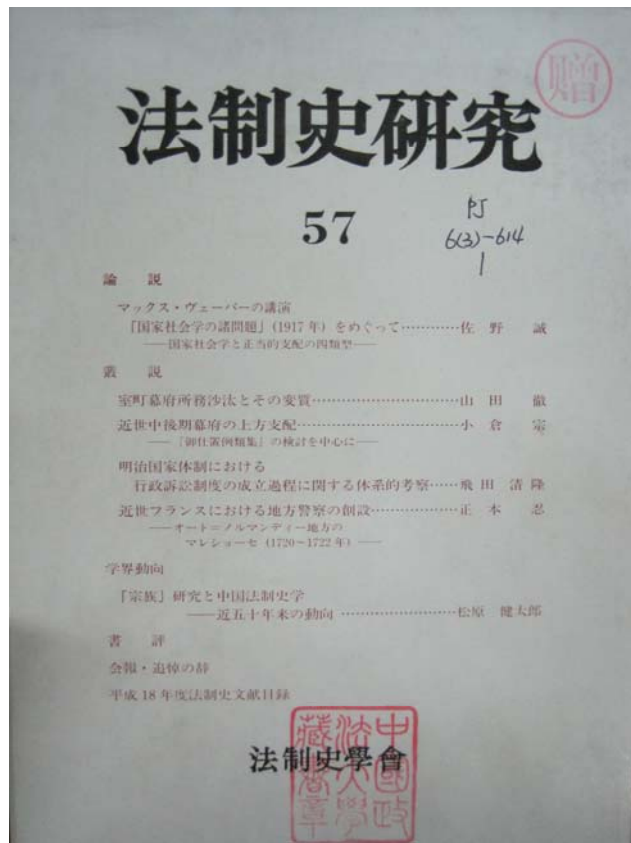 赠
法制史研究
57
PJ
6(3)-614
1
論説
マックス・ヴェーバーの講演
「国家社会学の諸問題」(1917年)をめぐって…………佐野 誠
――国家社会学と正当的支配の四類型――
叢説
室町幕府所務沙汰とその変質……………………山田 徹
近世中後期幕府の上方支配……………………小倉 宗
――『御仕置例類集』の検討を中心に――
明治国家体制における
行政訴訟制度の成立過程に関する体系的考察……飛田 清隆
近世フランスにおける地方警察の創設………………正本 忍
――オート=ノルマンディー地方の
マレショーセ(1720~1722年)――
学界動向
「宗族」研究と中国法制史学
――近五十年来の動向……………………松原 健太郎
書評
会報・追悼の辞
平成18年度法制史文献目録
法制史學會
中國政
法大學
藏書章